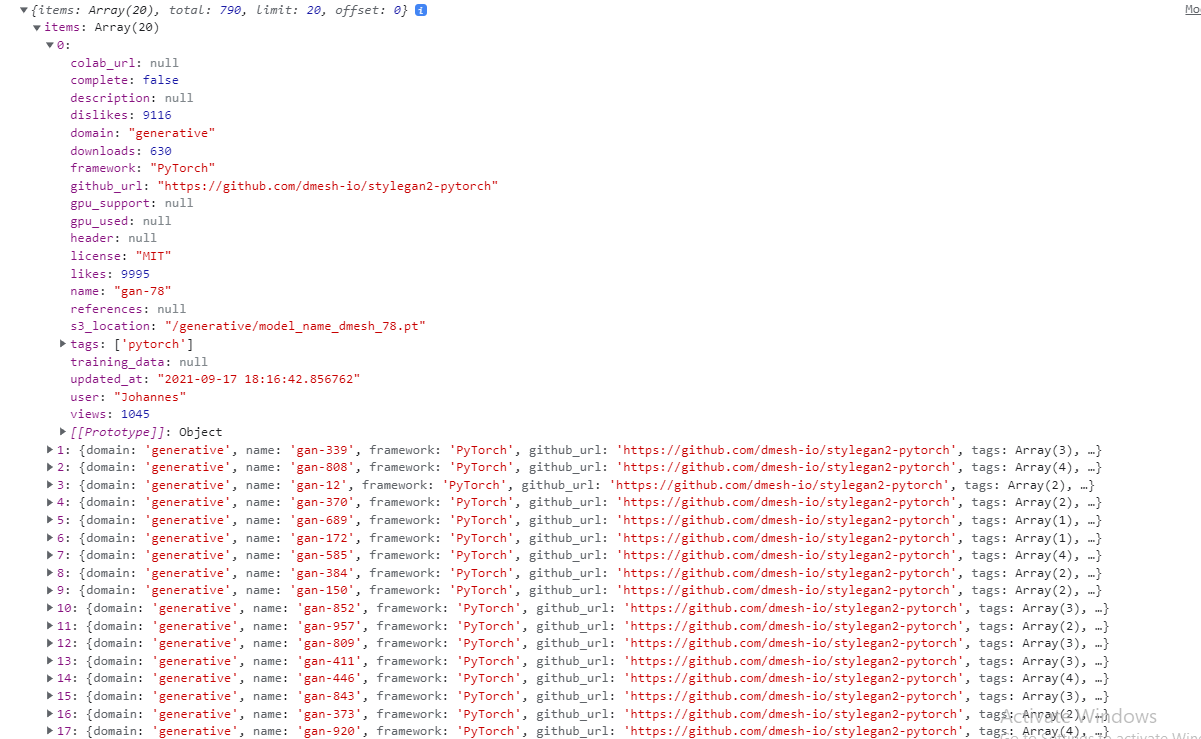 {items: Array(20), total: 790, limit: 20, offset: 0} i Mo
items: Array(20)
0:
colab_url: null
complete: false
description: null
dislikes: 9116
domain: "generative"
downloads: 630
framework: "PyTorch"
github_url: "https://github.com/dmesh-io/stylegan2-pytorch"
gpu_support: null
gpu_used: null
header: null
license: "MIT"
likes: 9995
name: "gan-78"
references: null
s3_location: "/generative/model_name_dmesh_78.pt"
tags: ['pytorch']
training_data: null
updated_at: "2021-09-17 18:16:42.856762"
user: "Johannes"
views: 1045
[[Prototype]]: Object
1: {domain: 'generative', name: 'gan-339', framework: 'PyTorch', github_url: 'https://github.com/dmesh-io/stylegan2-pytorch', tags: Array(3), …}
2: {domain: 'generative', name: 'gan-808', framework: 'PyTorch', github_url: 'https://github.com/dmesh-io/stylegan2-pytorch', tags: Array(4), …}
3: {domain: 'generative', name: 'gan-12', framework: 'PyTorch', github_url: 'https://github.com/dmesh-io/stylegan2-pytorch', tags: Array(2), …}
4: {domain: 'generative', name: 'gan-370', framework: 'PyTorch', github_url: 'https://github.com/dmesh-io/stylegan2-pytorch', tags: Array(2), …}
5: {domain: 'generative', name: 'gan-689', framework: 'PyTorch', github_url: 'https://github.com/dmesh-io/stylegan2-pytorch', tags: Array(1), …}
6: {domain: 'generative', name: 'gan-172', framework: 'PyTorch', github_url: 'https://github.com/dmesh-io/stylegan2-pytorch', tags: Array(1), …}
7: {domain: 'generative', name: 'gan-585', framework: 'PyTorch', github_url: 'https://github.com/dmesh-io/stylegan2-pytorch', tags: Array(4), …}
8: {domain: 'generative', name: 'gan-384', framework: 'PyTorch', github_url: 'https://github.com/dmesh-io/stylegan2-pytorch', tags: Array(2), …}
9: {domain: 'generative', name: 'gan-150', framework: 'PyTorch', github_url: 'https://github.com/dmesh-io/stylegan2-pytorch', tags: Array(2), …}
10: {domain: 'generative', name: 'gan-852', framework: 'PyTorch', github_url: 'https://github.com/dmesh-io/stylegan2-pytorch', tags: Array(3), …}
11: {domain: 'generative', name: 'gan-957', framework: 'PyTorch', github_url: 'https://github.com/dmesh-io/stylegan2-pytorch', tags: Array(2), …}
12: {domain: 'generative', name: 'gan-809', framework: 'PyTorch', github_url: 'https://github.com/dmesh-io/stylegan2-pytorch', tags: Array(3), …}
13: {domain: 'generative', name: 'gan-411', framework: 'PyTorch', github_url: 'https://github.com/dmesh-io/stylegan2-pytorch', tags: Array(3), …}
14: {domain: 'generative', name: 'gan-446', framework: 'PyTorch', github_url: 'https://github.com/dmesh-io/stylegan2-pytorch', tags: Array(4), …}
15: {domain: 'generative', name: 'gan-843', framework: 'PyTorch', github_url: 'https://github.com/dmesh-io/stylegan2-pytorch', tags: Array(3), …}
16: {domain: 'generative', name: 'gan-373', framework: 'PyTorch', github_url: 'https://github.com/dmesh-io/stylegan2-pytorch', tags: Array(2), …}
Activate Windows
17: {domain: 'generative', name: 'gan-920', framework: 'PyTorch', github_url: 'https://github.com/dmesh-io/stylegan2-pytorch', tags: Array(4), …}